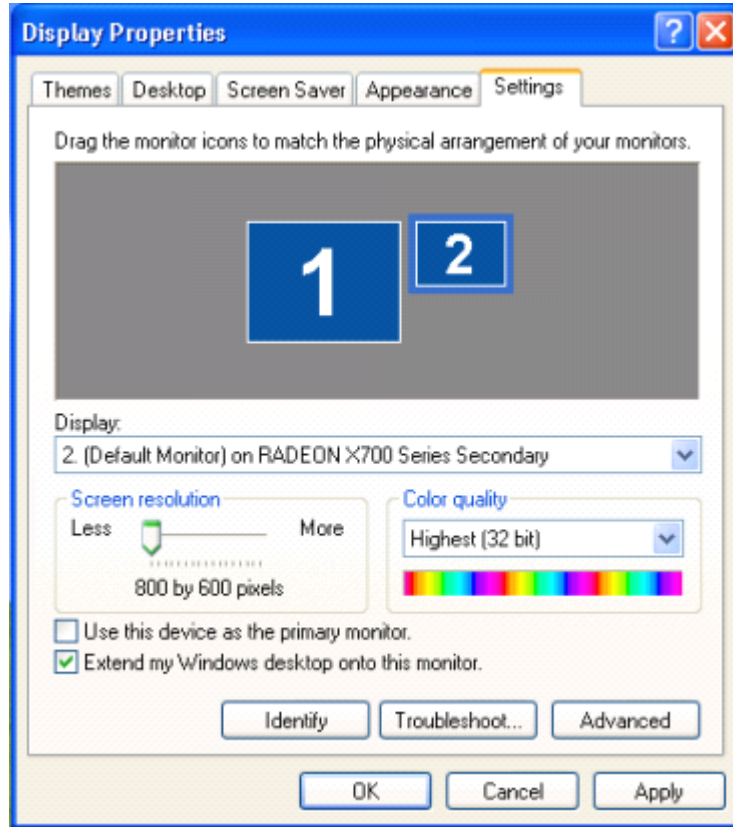 Display Properties
Themes Desktop Screen Saver Appearance Settings
Drag the monitor icons to match the physical arrangement of your monitors.
1 2
Display:
2. (Default Monitor) on RADEON X700 Series Secondary
Screen resolution
Less More
800 by 600 pixels
Color quality
Highest (32 bit)
Use this device as the primary monitor.
Extend my Windows desktop onto this monitor.
Identify Troubleshoot... Advanced
OK Cancel Apply